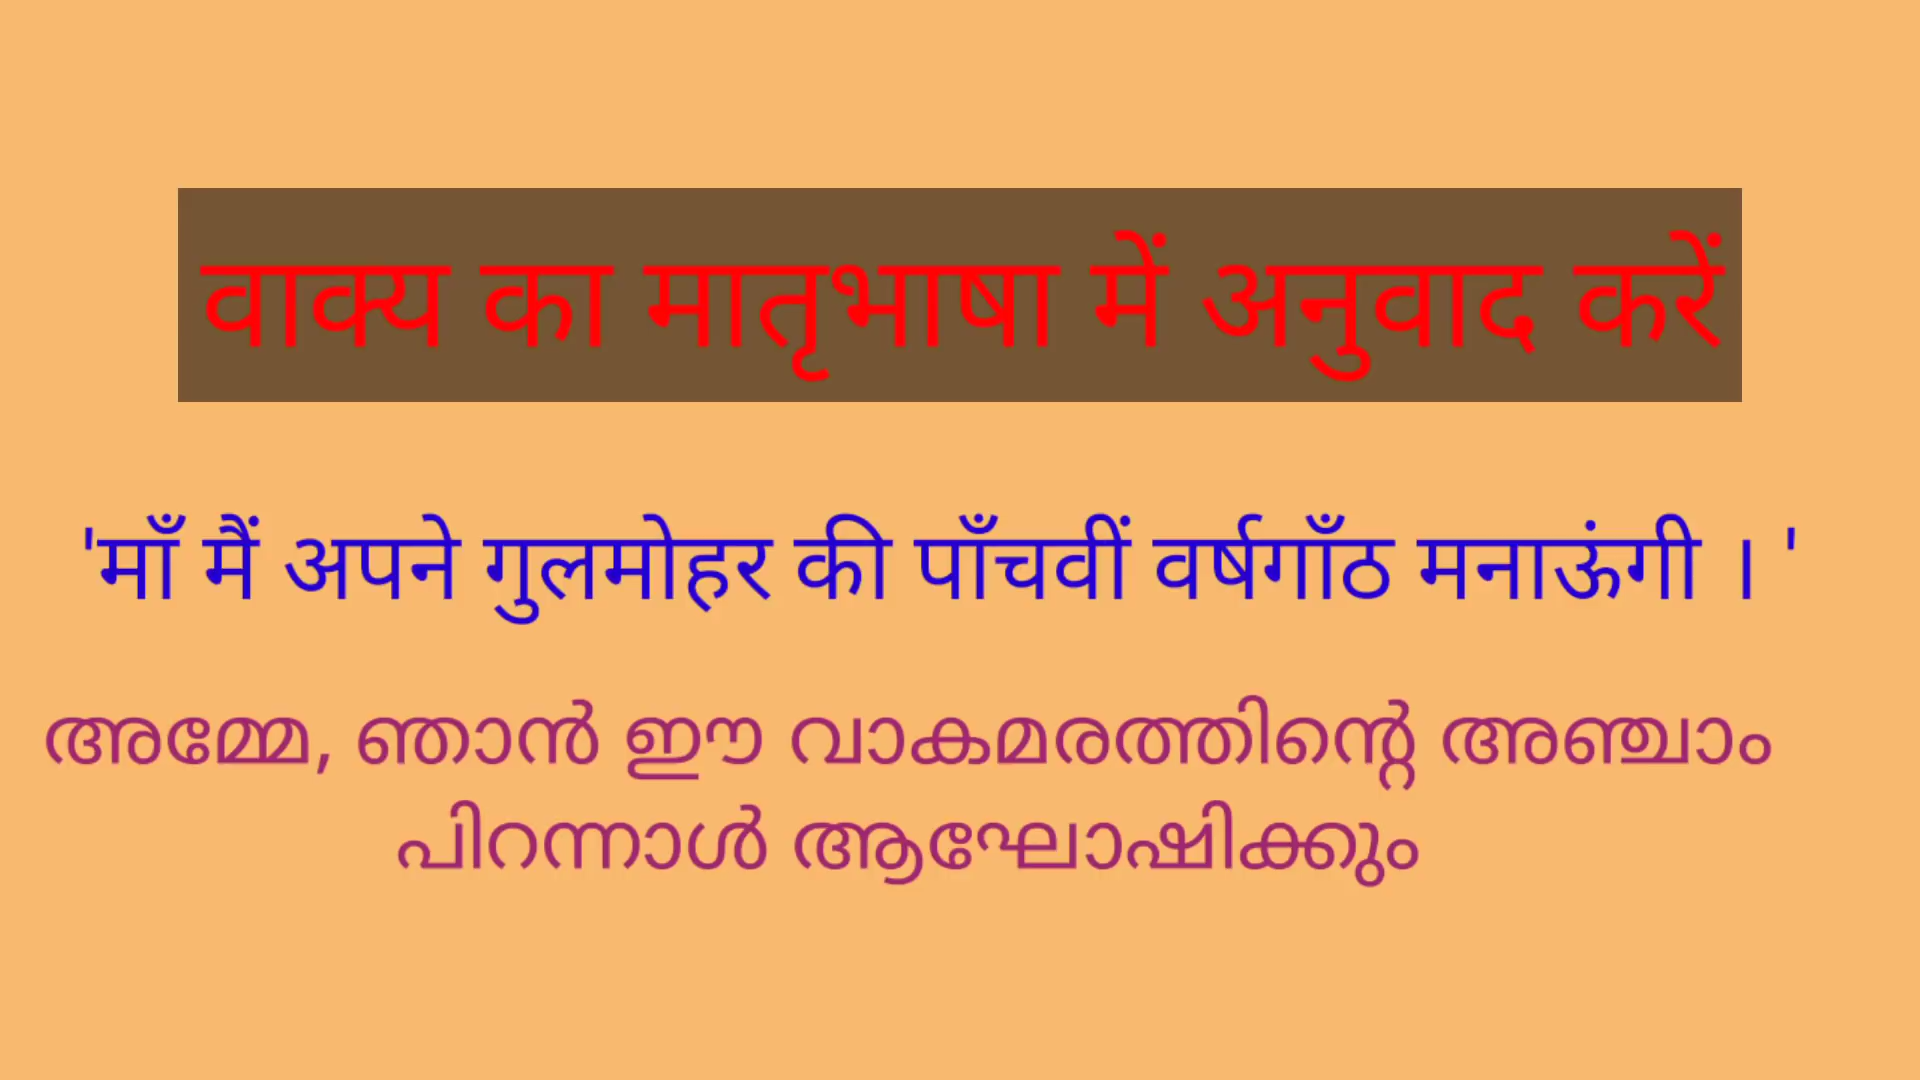 वाक्य का मातृभाषा में अनुवाद करें
'माँ मैं अपने गुलमोहर की पाँचवीं वर्षगाँठ मनाऊंगी । '
അമ്മേ, ഞാൻ ഈ വാകമരത്തിന്റെ അഞ്ചാം
പിറന്നാൾ ആഘോഷിക്കും